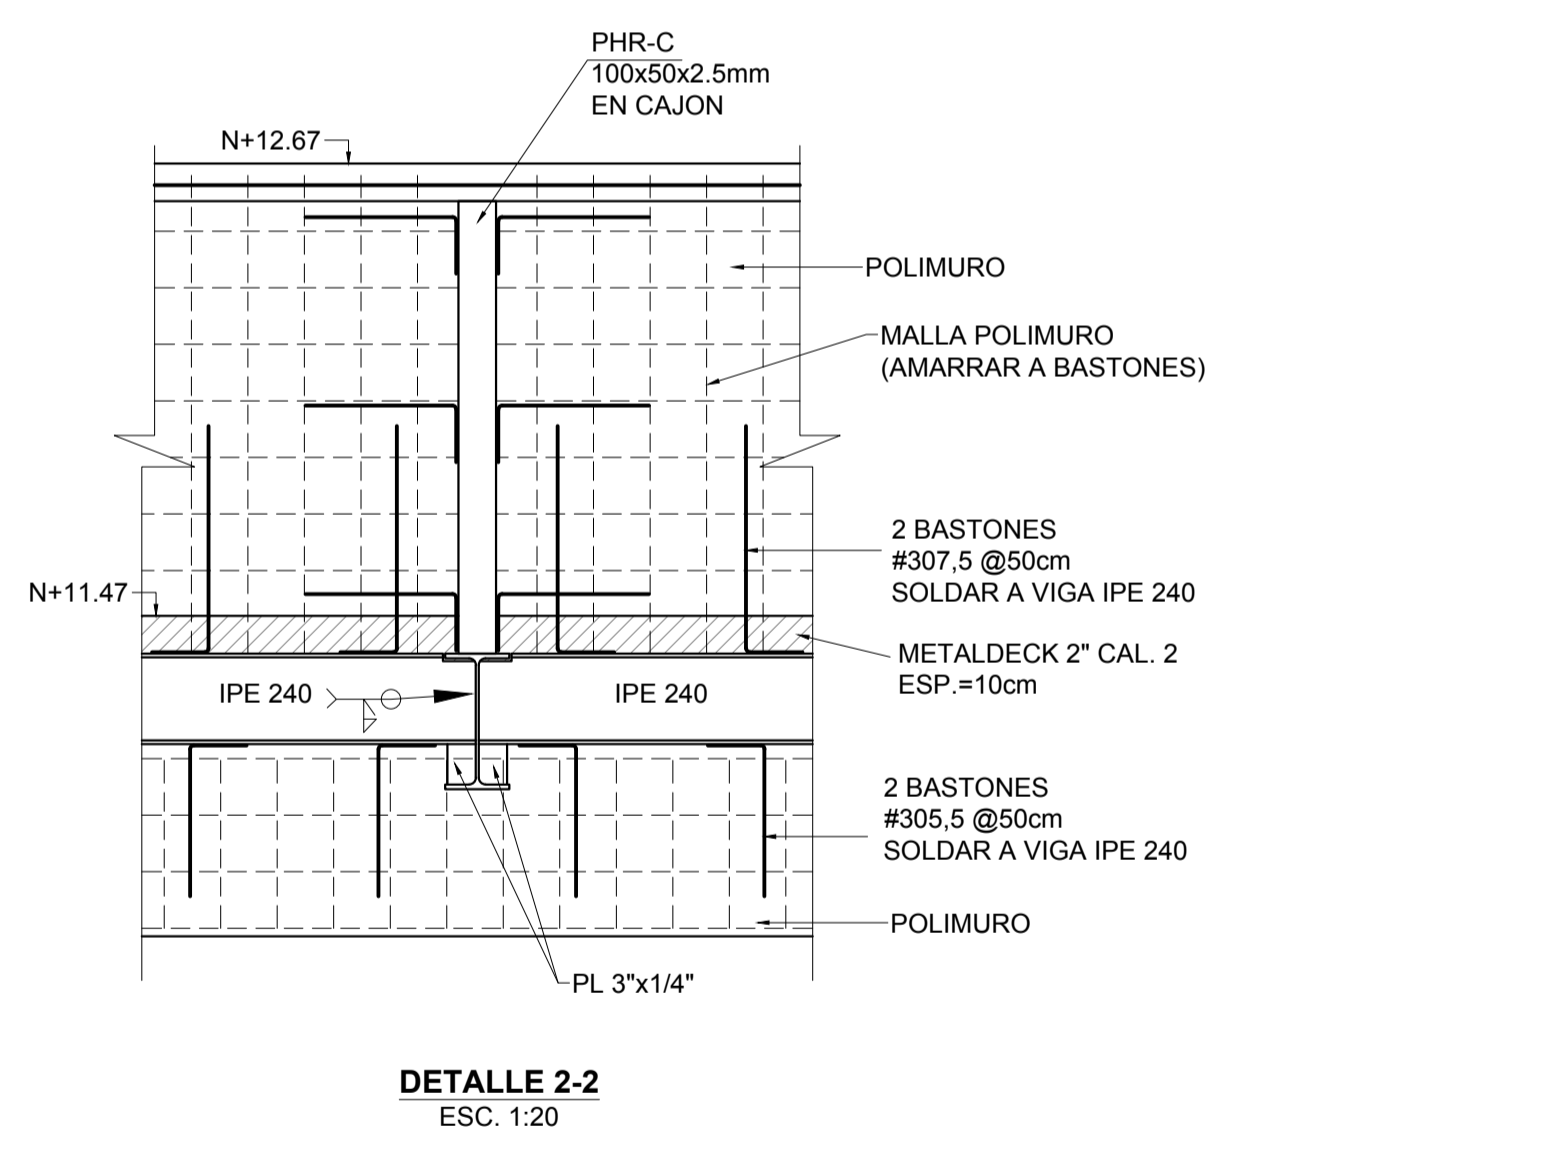 PHR-C
100x50x2.5mm
EN CAJON
N+12.67
POLIMURO
MALLA POLIMURO
(AMARRAR A BASTONES)
2 BASTONES
#307,5 @50cm
SOLDAR A VIGA IPE 240
N+11.47
METALDECK 2" CAL. 2
ESP.=10cm
IPE 240
IPE 240
2 BASTONES
#305,5 @50cm
SOLDAR A VIGA IPE 240
POLIMURO
PL 3"x1/4"
DETALLE 2-2
ESC. 1:20